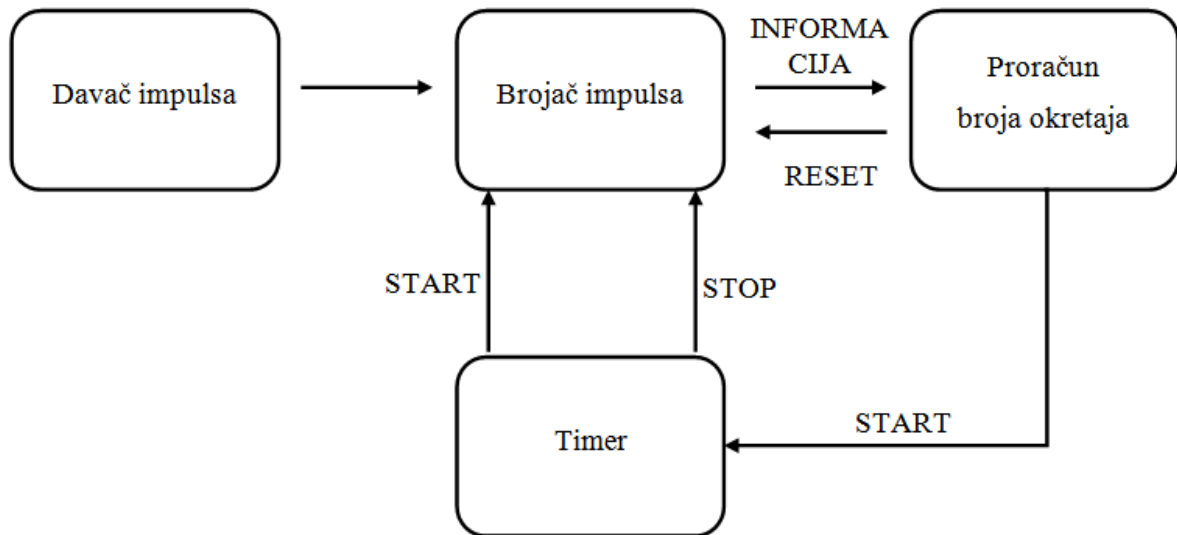 Davač impulsa
Brojač impulsa
INFORMA
CIJA
RESET
Proračun
broja okretaja
START
STOP
Timer
START